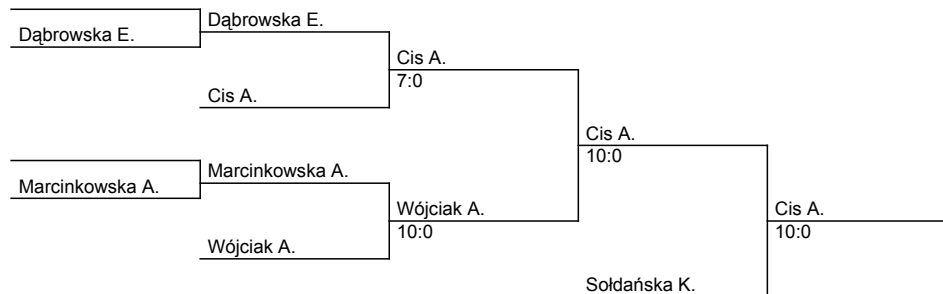 Dąbrowska E.
Dąbrowska E.
Cis A.
7:0
Cis A.
Cis A.
10:0
Marcinkowska A.
Marcinkowska A.
Wójciak A.
10:0
Cis A.
10:0
Wójciak A.
Sołdańska K.